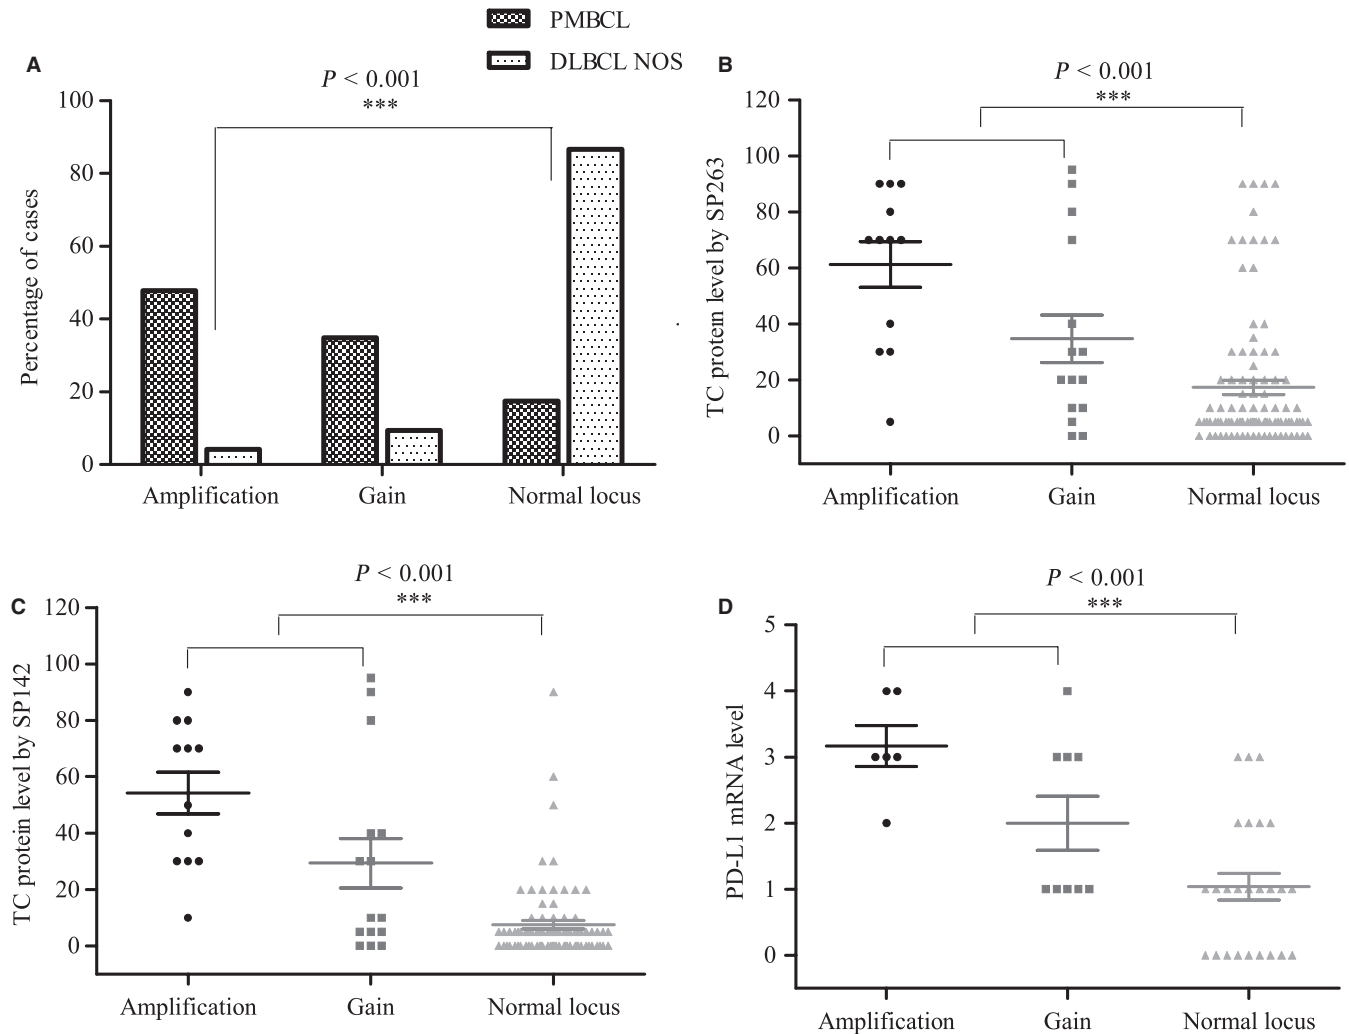 PMBCL
DLBCL NOS
A
P < 0.001
***
100
80
60
40
20
0
Percentage of cases
Amplification
Gain
Normal locus
B
P < 0.001
***
120
100
80
60
40
20
0
TC protein level by SP263
Amplification
Gain
Normal locus
C
P < 0.001
***
120
100
80
60
40
20
0
TC protein level by SP142
Amplification
Gain
Normal locus
D
P < 0.001
***
5
4
3
2
1
0
PD-L1 mRNA level
Amplification
Gain
Normal locus